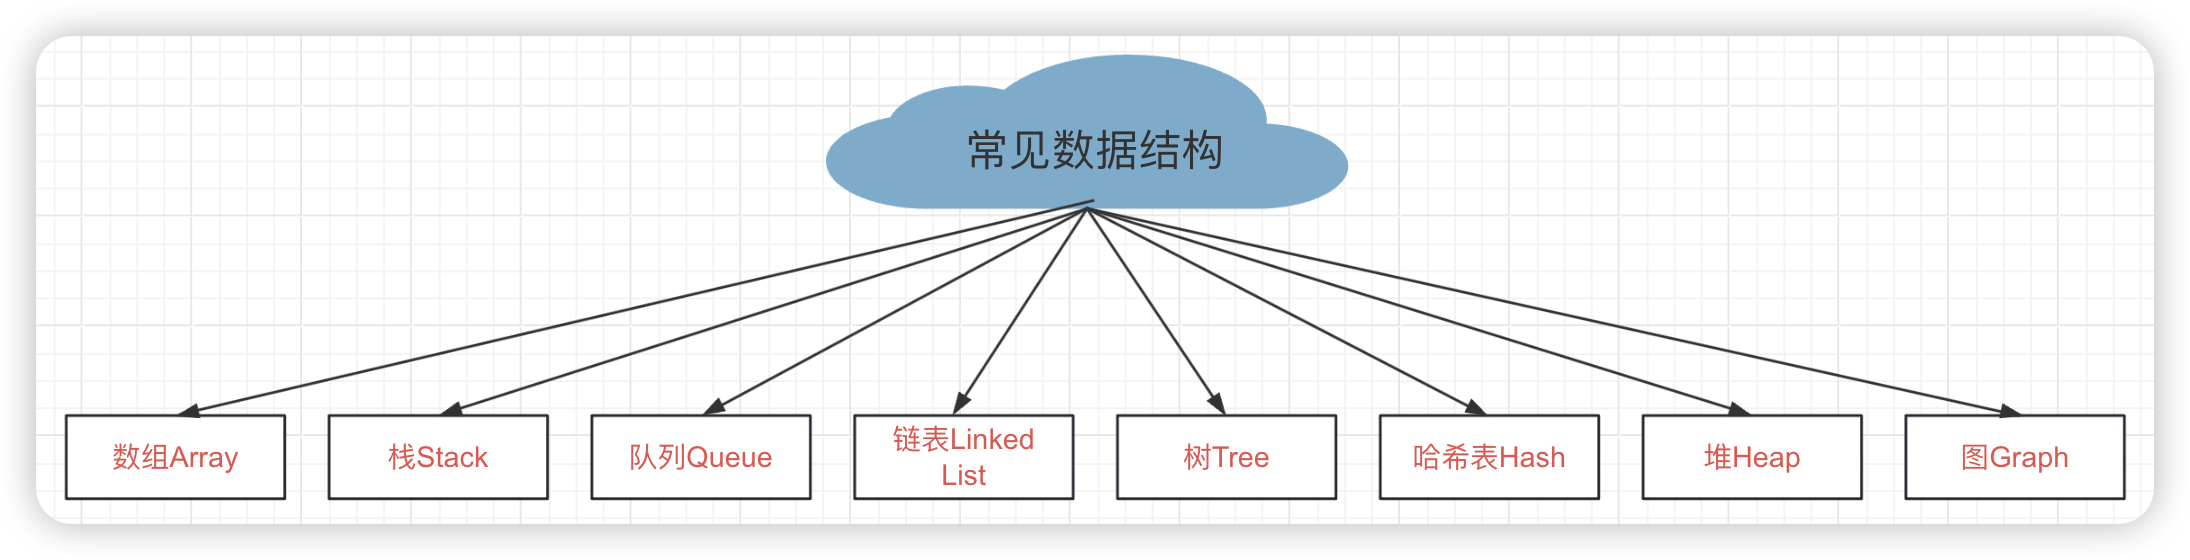 常见数据结构
数组Array
栈Stack
队列Queue
链表Linked
List
树Tree
哈希表Hash
堆Heap
图Graph